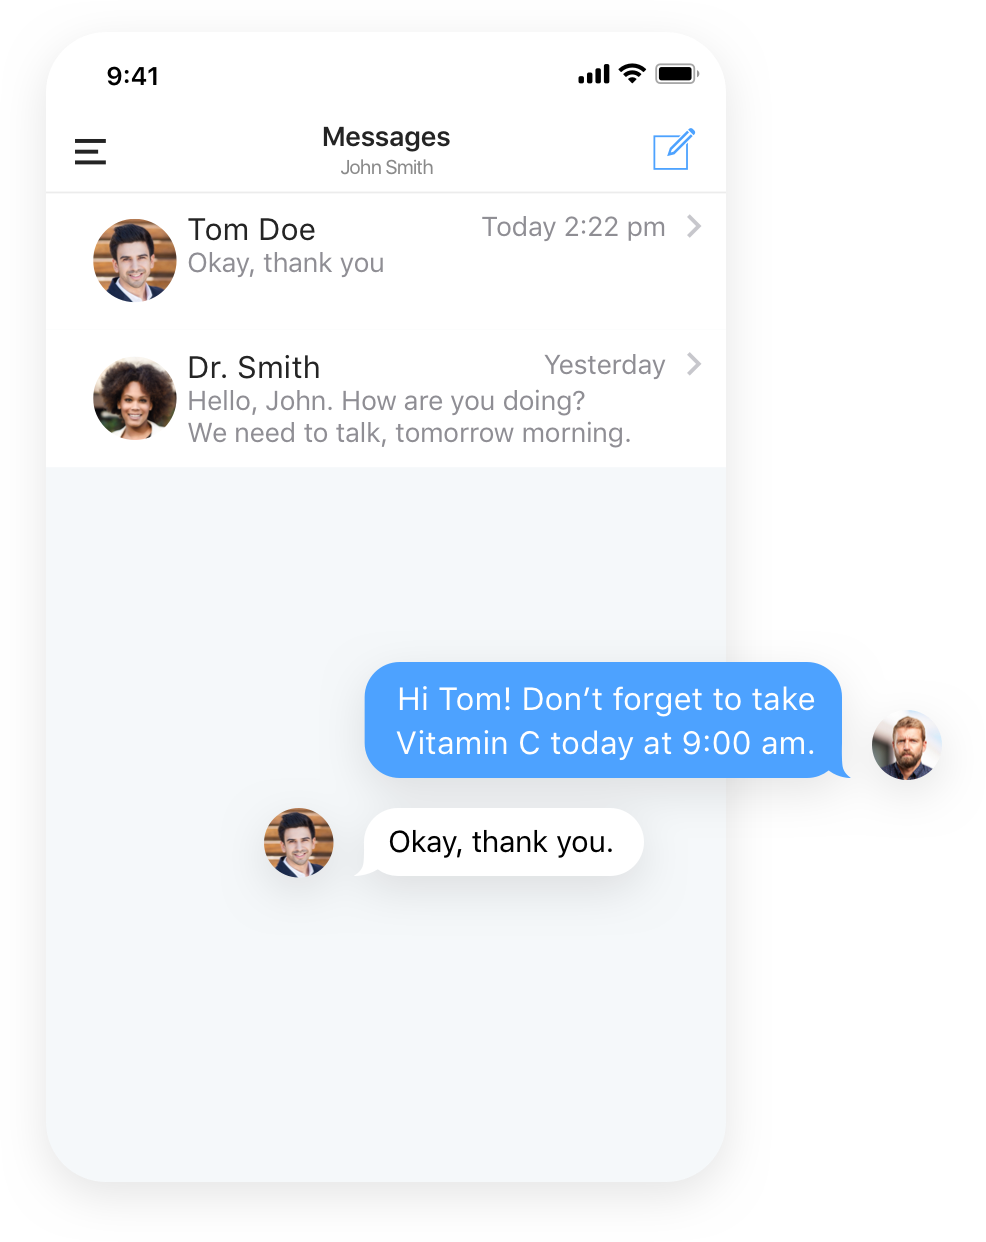 9:41
Messages
John Smith
Tom Doe
Today 2:22 pm
Okay, thank you
Dr. Smith
Yesterday
Hello, John. How are you doing?
We need to talk, tomorrow morning.
Hi Tom! Don’t forget to take
Vitamin C today at 9:00 am.
Okay, thank you.